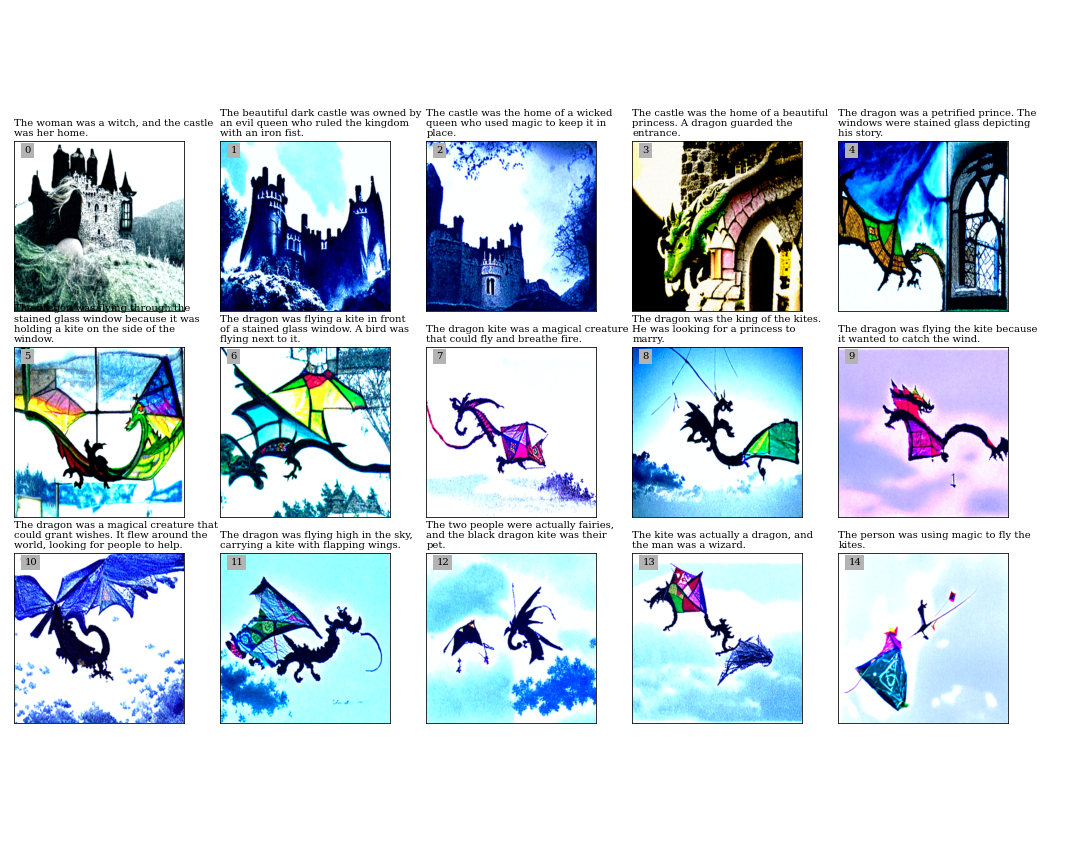 The woman was a witch, and the castle
was her home.
0
The beautiful dark castle was owned by
an evil queen who ruled the kingdom
with an iron fist.
1
The castle was the home of a wicked
queen who used magic to keep it in
place.
2
The castle was the home of a beautiful
princess. A dragon guarded the
entrance.
3
The dragon was a petrified prince. The
windows were stained glass depicting
his story.
4
The dragon was flying through the
stained glass window because it was
holding a kite on the side of the
window.
5
The dragon was flying a kite in front
of a stained glass window. A bird was
flying next to it.
6
The dragon kite was a magical creature
that could fly and breathe fire.
7
The dragon was the king of the kites.
He was looking for a princess to
marry.
8
The dragon was flying the kite because
it wanted to catch the wind.
9
The dragon was a magical creature that
could grant wishes. It flew around the
world, looking for people to help.
10
The dragon was flying high in the sky,
carrying a kite with flapping wings.
11
The two people were actually fairies,
and the black dragon kite was their
pet.
12
The kite was actually a dragon, and
the man was a wizard.
13
The person was using magic to fly the
kites.
14